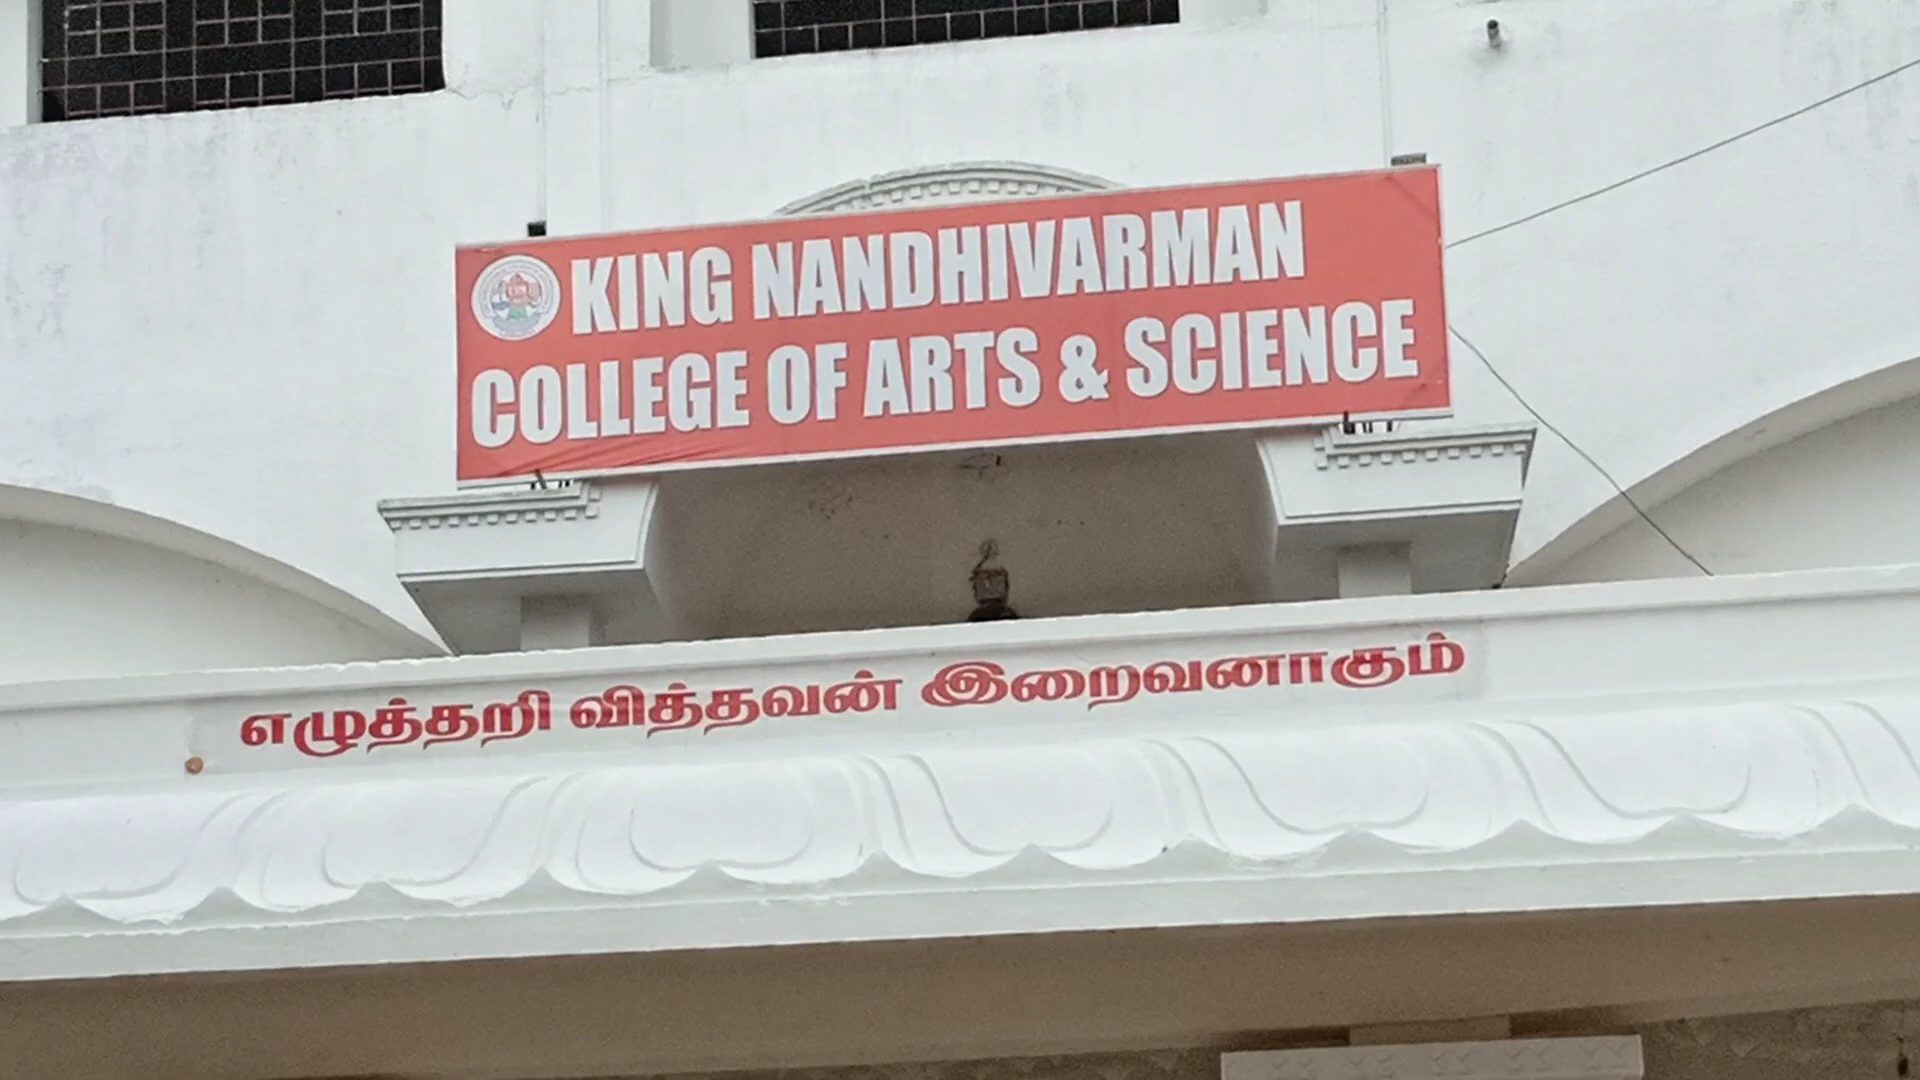 KING NANDHIVARMAN
COLLEGE OF ARTS & SCIENCE
எழுத்தறி வித்தவன் இறைவனாகும்